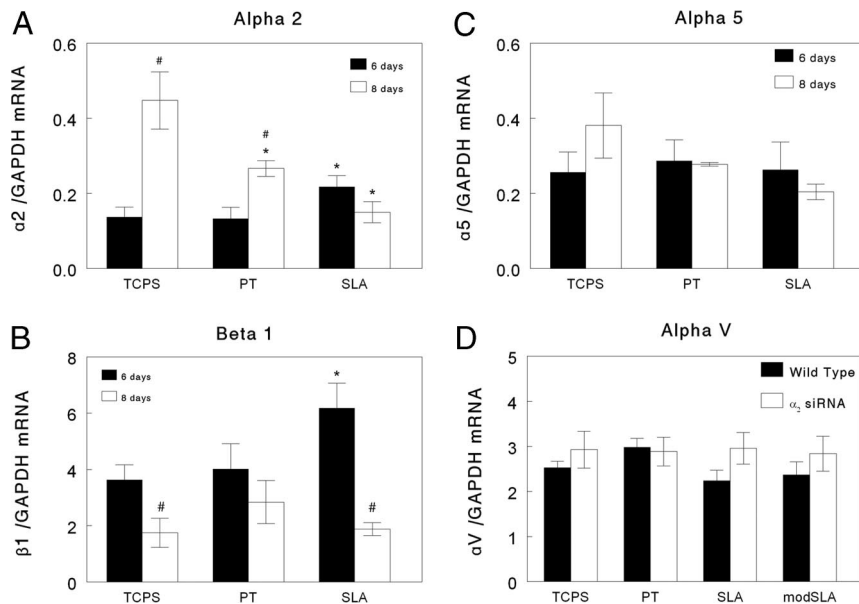 A
Alpha 2
α2 /GAPDH mRNA
0.6
0.4
0.2
0.0
6 days
8 days
#
#
*
*
*
TCPS
PT
SLA
C
Alpha 5
α5 /GAPDH mRNA
0.6
0.4
0.2
0.0
6 days
8 days
TCPS
PT
SLA
B
Beta 1
β1 /GAPDH mRNA
8
6
4
2
0
6 days
8 days
#
*
#
TCPS
PT
SLA
D
Alpha V
αV /GAPDH mRNA
5
4
3
2
1
0
Wild Type
α₂ siRNA
TCPS
PT
SLA
modSLA